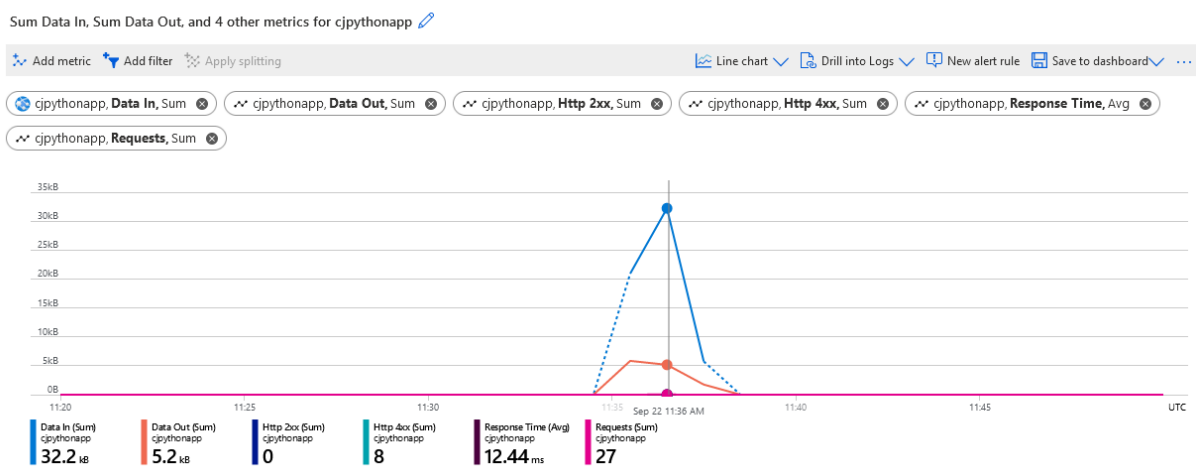 Sum Data In, Sum Data Out, and 4 other metrics for cjpythonapp
Add metric Add filter Apply splitting Line chart Drill into Logs New alert rule Save to dashboard ...
cjpythonapp, Data In, Sum cjpythonapp, Data Out, Sum cjpythonapp, Http 2xx, Sum cjpythonapp, Http 4xx, Sum cjpythonapp, Response Time, Avg
cjpythonapp, Requests, Sum
35kB
30kB
25kB
20kB
15kB
10kB
5kB
0B
11:20 11:25 11:30 11:35 Sep 22 11:36 AM 11:40 11:45 UTC
Data In (Sum) Data Out (Sum) Http 2xx (Sum) Http 4xx (Sum) Response Time (Avg) Requests (Sum)
cjpythonapp cjpythonapp cjpythonapp cjpythonapp cjpythonapp cjpythonapp
32.2 kB 5.2 kB 0 8 12.44 ms 27